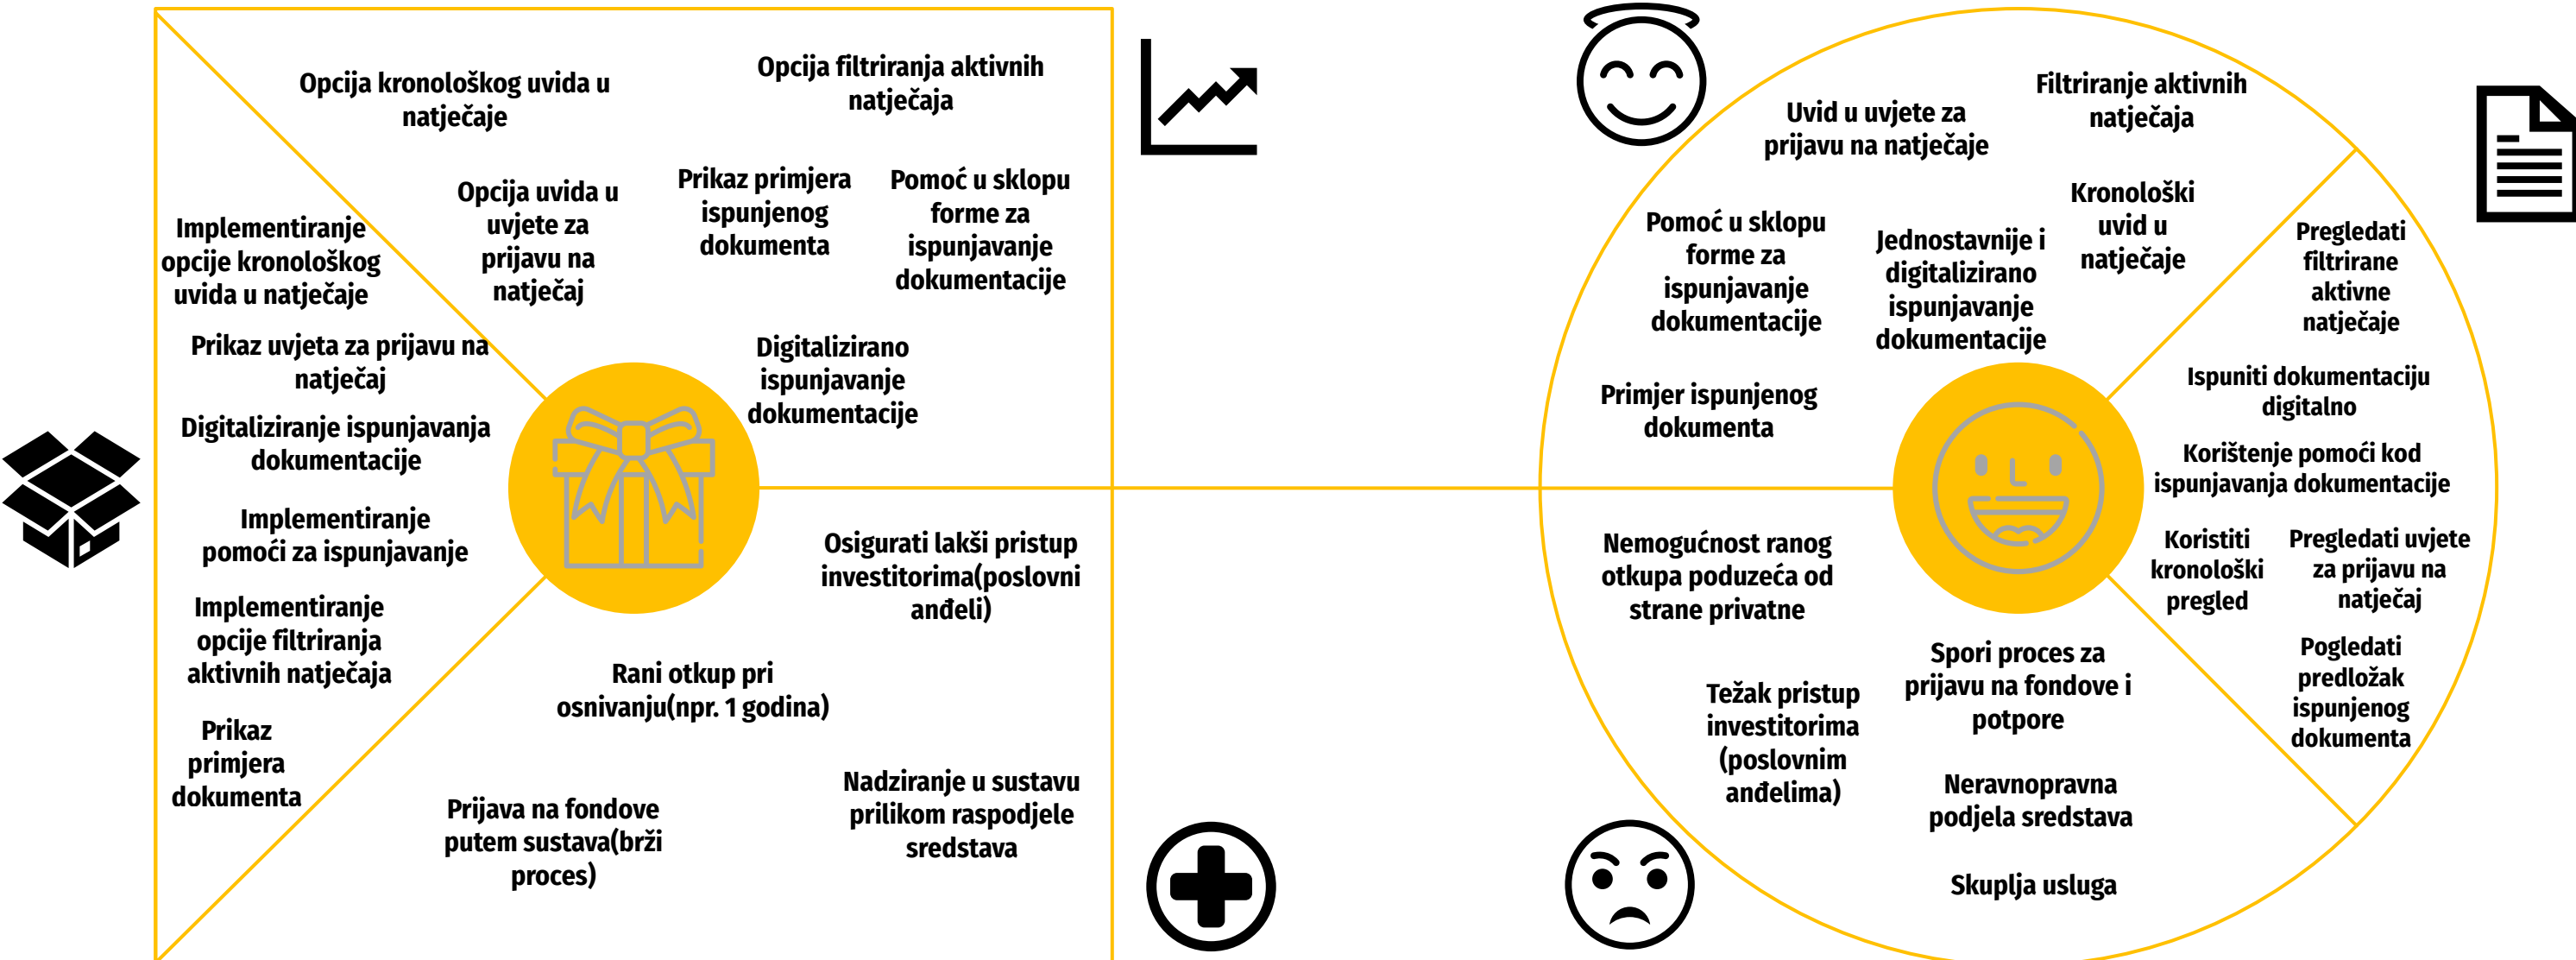 Opcija kronološkog uvida u
natječaje
Opcija filtriranja aktivnih
natječaja
Opcija uvida u
uvjete za
prijavu na
natječaj
Prikaz primjera
ispunjenog
dokumenta
Pomoć u sklopu
forme za
ispunjavanje
dokumentacije
Digitalizirano
ispunjavanje
dokumentacije
Implementiranje
opcije kronološkog
uvida u natječaje
Prikaz uvjeta za prijavu na
natječaj
Digitaliziranje ispunjavanja
dokumentacije
Implementiranje
pomoći za ispunjavanje
Implementiranje
opcije filtriranja
aktivnih natječaja
Prikaz
primjera
dokumenta
Osigurati lakši pristup
investitorima(poslovni
anđeli)
Rani otkup pri
osnivanju(npr. 1 godina)
Prijava na fondove
putem sustava(brži
proces)
Nadziranje u sustavu
prilikom raspodjele
sredstava
Uvid u uvjete za
prijavu na natječaje
Filtriranje aktivnih
natječaja
Pomoć u sklopu
forme za
ispunjavanje
dokumentacije
Jednostavnije i
digitalizirano
ispunjavanje
dokumentacije
Kronološki
uvid u
natječaje
Primjer ispunjenog
dokumenta
Pregledati
filtrirane
aktivne
natječaje
Ispuniti dokumentaciju
digitalno
Korištenje pomoći kod
ispunjavanja dokumentacije
Koristiti
kronološki
pregled
Pregledati uvjete
za prijavu na
natječaj
Pogledati
predložak
ispunjenog
dokumenta
Nemogućnost ranog
otkupa poduzeća od
strane privatne
Težak pristup
investitorima
(poslovnim
anđelima)
Spori proces za
prijavu na fondove i
potpore
Neravnopravna
podjela sredstava
Skuplja usluga